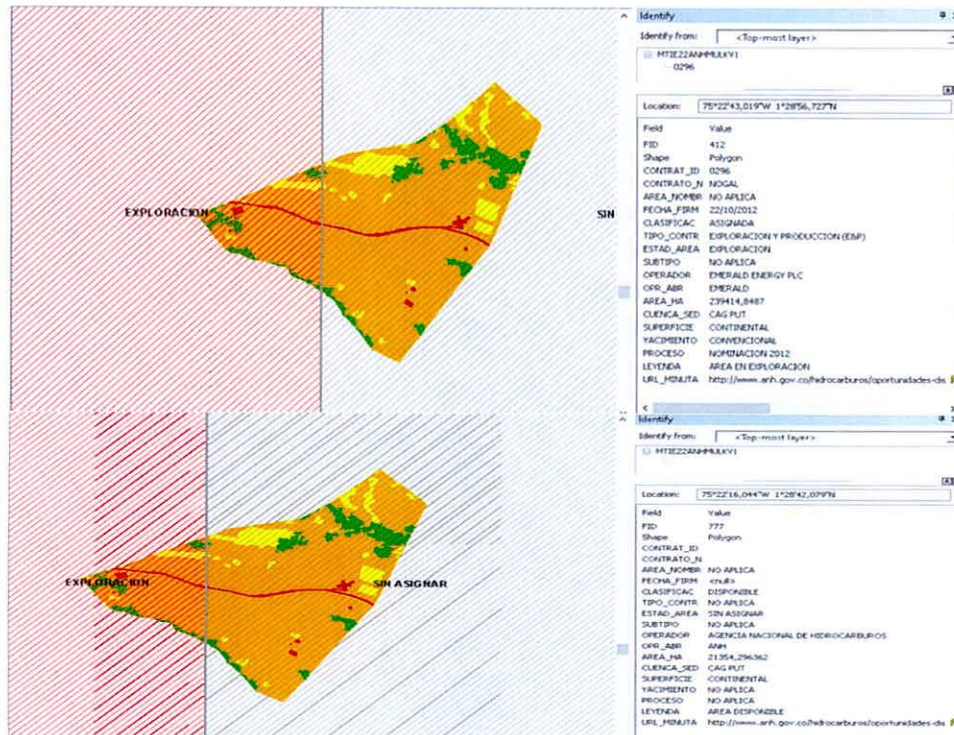 EXPLORACION
SIN
Identify
Identify from: <Top-most layer>
MTIE22ANHMULKY1
0296
Location: 75°22'43,019"W 1°28'56,727"N
Field Value
FID 412
Shape Polygon
CONTRAT_ID 0296
CONTRATO_N NOGAL
AREA_NOMBR NO APLICA
FECHA_FIRM 22/10/2012
CLASIFICAC ASIGNADA
TIPO_CONTR EXPLORACION Y PRODUCCION (E&P)
ESTAD_AREA EXPLORACION
SUBTIPO NO APLICA
OPERADOR EMERALD ENERGY PLC
OPR_ABR EMERALD
AREA_HA 239414,8487
CUENCA_SED CAG PUT
SUPERFICIE CONTINENTAL
YACIMIENTO CONVENCIONAL
PROCESO NOMINACION 2012
LEYENDA AREA EN EXPLORACION
URL_MINUTA http://www.anh.gov.co/hidrocarburos/oportunidades-dis
EXPLORACION
SIN ASIGNAR
Identify
Identify from: <Top-most layer>
MTIE22ANHMULKY1
Location: 75°22'16,044"W 1°28'42,079"N
Field Value
FID 777
Shape Polygon
CONTRAT_ID
CONTRATO_N
AREA_NOMBR NO APLICA
FECHA_FIRM <null>
CLASIFICAC DISPONIBLE
TIPO_CONTR NO APLICA
ESTAD_AREA SIN ASIGNAR
SUBTIPO NO APLICA
OPERADOR AGENCIA NACIONAL DE HIDROCARBUROS
OPR_ABR ANH
AREA_HA 21354,296362
CUENCA_SED CAG PUT
SUPERFICIE CONTINENTAL
YACIMIENTO NO APLICA
PROCESO NO APLICA
LEYENDA AREA DISPONIBLE
URL_MINUTA http://www.anh.gov.co/hidrocarburos/oportunidades-dis